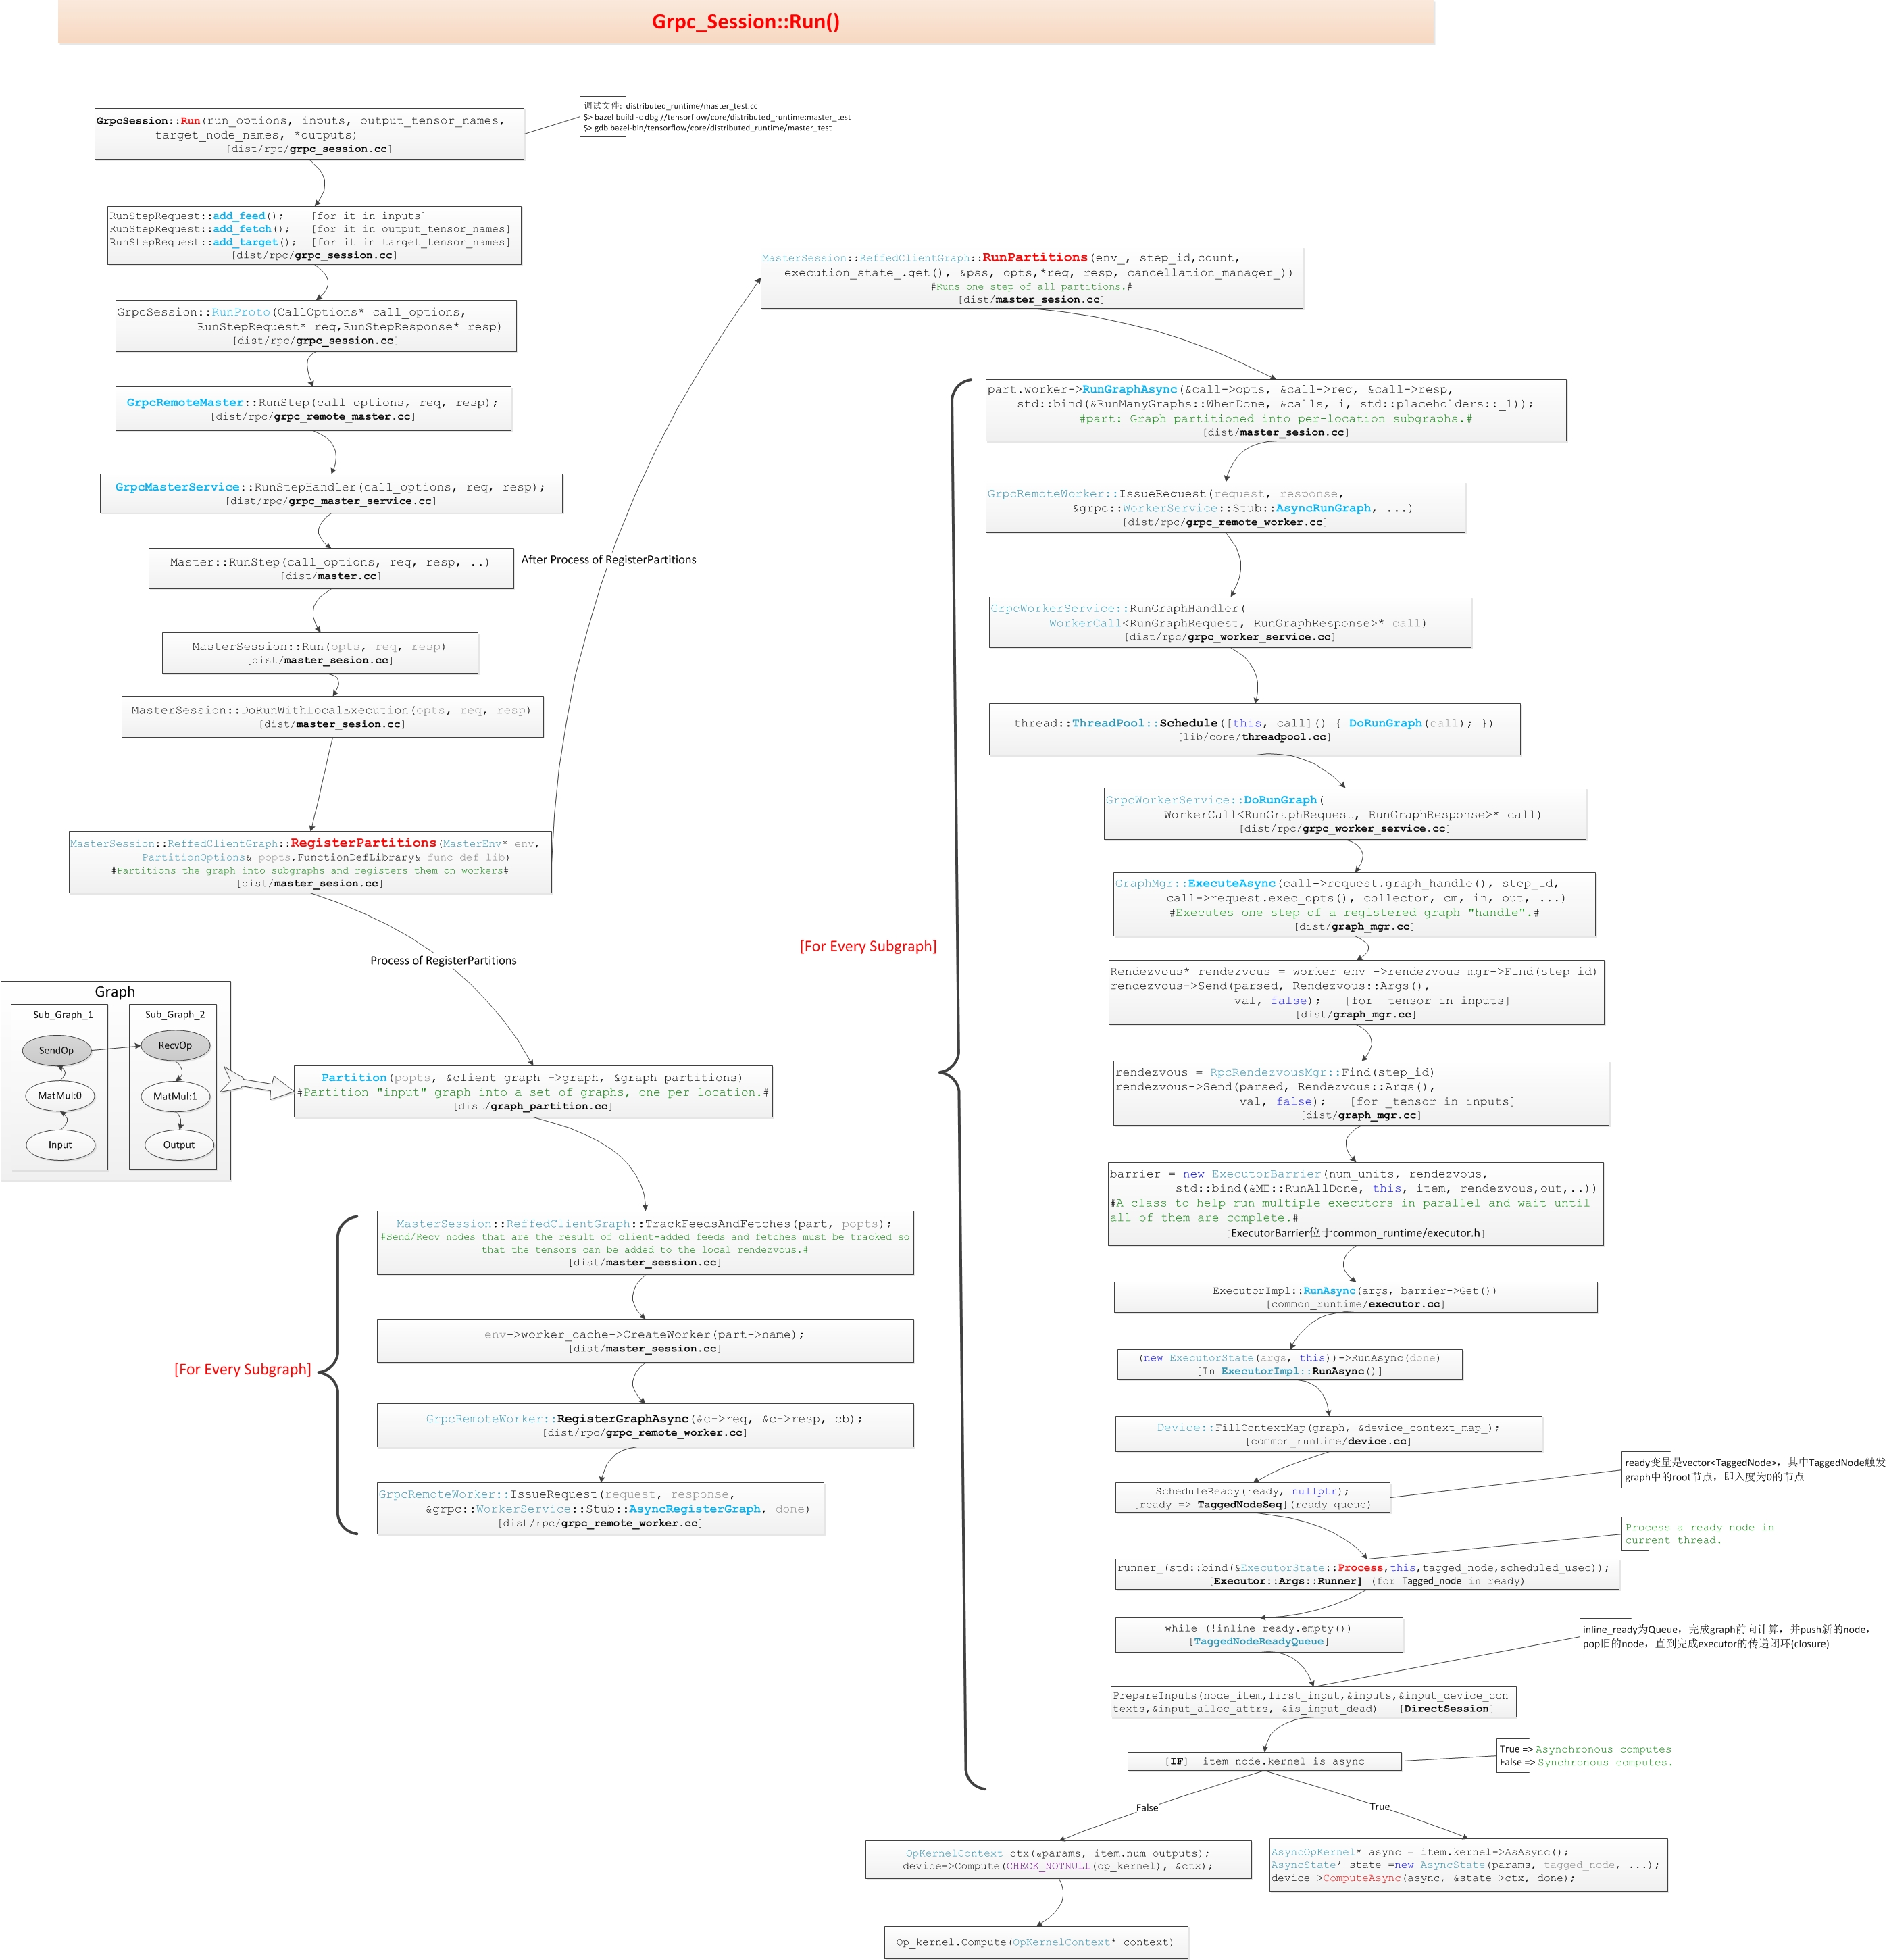 Grpc_Session::Run()
GrpcSession::Run(run_options, inputs, output_tensor_names,
target_node_names, *outputs)
[dist/rpc/grpc_session.cc]
调试文件: distributed_runtime/master_test.cc
$> bazel build -c dbg //tensorflow/core/distributed_runtime:master_test
$> gdb bazel-bin/tensorflow/core/distributed_runtime/master_test
RunStepRequest::add_feed(); [for it in inputs]
RunStepRequest::add_fetch(); [for it in output_tensor_names]
RunStepRequest::add_target(); [for it in target_tensor_names]
[dist/rpc/grpc_session.cc]
GrpcSession::RunProto(CallOptions* call_options,
RunStepRequest* req,RunStepResponse* resp)
[dist/rpc/grpc_session.cc]
GrpcRemoteMaster::RunStep(call_options, req, resp);
[dist/rpc/grpc_remote_master.cc]
GrpcMasterService::RunStepHandler(call_options, req, resp);
[dist/rpc/grpc_master_service.cc]
Master::RunStep(call_options, req, resp, ..)
[dist/master.cc]
MasterSession::Run(opts, req, resp)
[dist/master_sesion.cc]
MasterSession::DoRunWithLocalExecution(opts, req, resp)
[dist/master_sesion.cc]
MasterSession::ReffedClientGraph::RegisterPartitions(MasterEnv* env,
PartitionOptions& popts,FunctionDefLibrary& func_def_lib)
#Partitions the graph into subgraphs and registers them on workers#
[dist/master_sesion.cc]
After Process of RegisterPartitions
Process of RegisterPartitions
Graph
Sub_Graph_1
SendOp
MatMul:0
Input
Sub_Graph_2
RecvOp
MatMul:1
Output
Partition(popts, &client_graph_->graph, &graph_partitions)
#Partition "input" graph into a set of graphs, one per location.#
[dist/graph_partition.cc]
[For Every Subgraph]
MasterSession::ReffedClientGraph::TrackFeedsAndFetches(part, popts);
#Send/Recv nodes that are the result of client-added feeds and fetches must be tracked so
that the tensors can be added to the local rendezvous.#
[dist/master_session.cc]
env->worker_cache->CreateWorker(part->name);
[dist/master_session.cc]
GrpcRemoteWorker::RegisterGraphAsync(&c->req, &c->resp, cb);
[dist/rpc/grpc_remote_worker.cc]
GrpcRemoteWorker::IssueRequest(request, response,
&grpc::WorkerService::Stub::AsyncRegisterGraph, done)
[dist/rpc/grpc_remote_worker.cc]
MasterSession::ReffedClientGraph::RunPartitions(env_, step_id,count,
execution_state_.get(), &pss, opts,*req, resp, cancellation_manager_))
#Runs one step of all partitions.#
[dist/master_sesion.cc]
[For Every Subgraph]
part.worker->RunGraphAsync(&call->opts, &call->req, &call->resp,
std::bind(&RunManyGraphs::WhenDone, &calls, i, std::placeholders::_1));
#part: Graph partitioned into per-location subgraphs.#
[dist/master_sesion.cc]
GrpcRemoteWorker::IssueRequest(request, response,
&grpc::WorkerService::Stub::AsyncRunGraph, ...)
[dist/rpc/grpc_remote_worker.cc]
GrpcWorkerService::RunGraphHandler(
WorkerCall<RunGraphRequest, RunGraphResponse>* call)
[dist/rpc/grpc_worker_service.cc]
thread::ThreadPool::Schedule([this, call]() { DoRunGraph(call); })
[lib/core/threadpool.cc]
GrpcWorkerService::DoRunGraph(
WorkerCall<RunGraphRequest, RunGraphResponse>* call)
[dist/rpc/grpc_worker_service.cc]
GraphMgr::ExecuteAsync(call->request.graph_handle(), step_id,
call->request.exec_opts(), collector, cm, in, out, ...)
#Executes one step of a registered graph "handle".#
[dist/graph_mgr.cc]
Rendezvous* rendezvous = worker_env_->rendezvous_mgr->Find(step_id)
rendezvous->Send(parsed, Rendezvous::Args(),
val, false); [for _tensor in inputs]
[dist/graph_mgr.cc]
rendezvous = RpcRendezvousMgr::Find(step_id)
rendezvous->Send(parsed, Rendezvous::Args(),
val, false); [for _tensor in inputs]
[dist/graph_mgr.cc]
barrier = new ExecutorBarrier(num_units, rendezvous,
std::bind(&ME::RunAllDone, this, item, rendezvous,out,..))
#A class to help run multiple executors in parallel and wait until
all of them are complete.#
[ExecutorBarrier位于common_runtime/executor.h]
ExecutorImpl::RunAsync(args, barrier->Get())
[common_runtime/executor.cc]
(new ExecutorState(args, this))->RunAsync(done)
[In ExecutorImpl::RunAsync()]
Device::FillContextMap(graph, &device_context_map_);
[common_runtime/device.cc]
ScheduleReady(ready, nullptr);
[ready => TaggedNodeSeq](ready queue)
ready变量是vector<TaggedNode>，其中TaggedNode触发
graph中的root节点，即入度为0的节点
Process a ready node in
current thread.
runner_(std::bind(&ExecutorState::Process,this,tagged_node,scheduled_usec));
[Executor::Args::Runner] (for Tagged_node in ready)
while (!inline_ready.empty())
[TaggedNodeReadyQueue]
inline_ready为Queue，完成graph前向计算，并push新的node，
pop旧的node，直到完成executor的传递闭环(closure)
PrepareInputs(node_item,first_input,&inputs,&input_device_con
texts,&input_alloc_attrs, &is_input_dead) [DirectSession]
[IF] item_node.kernel_is_async
True => Asynchronous computes
False => Synchronous computes.
False
True
OpKernelContext ctx(&params, item.num_outputs);
device->Compute(CHECK_NOTNULL(op_kernel), &ctx);
AsyncOpKernel* async = item.kernel->AsAsync();
AsyncState* state =new AsyncState(params, tagged_node, ...);
device->ComputeAsync(async, &state->ctx, done);
Op_kernel.Compute(OpKernelContext* context)